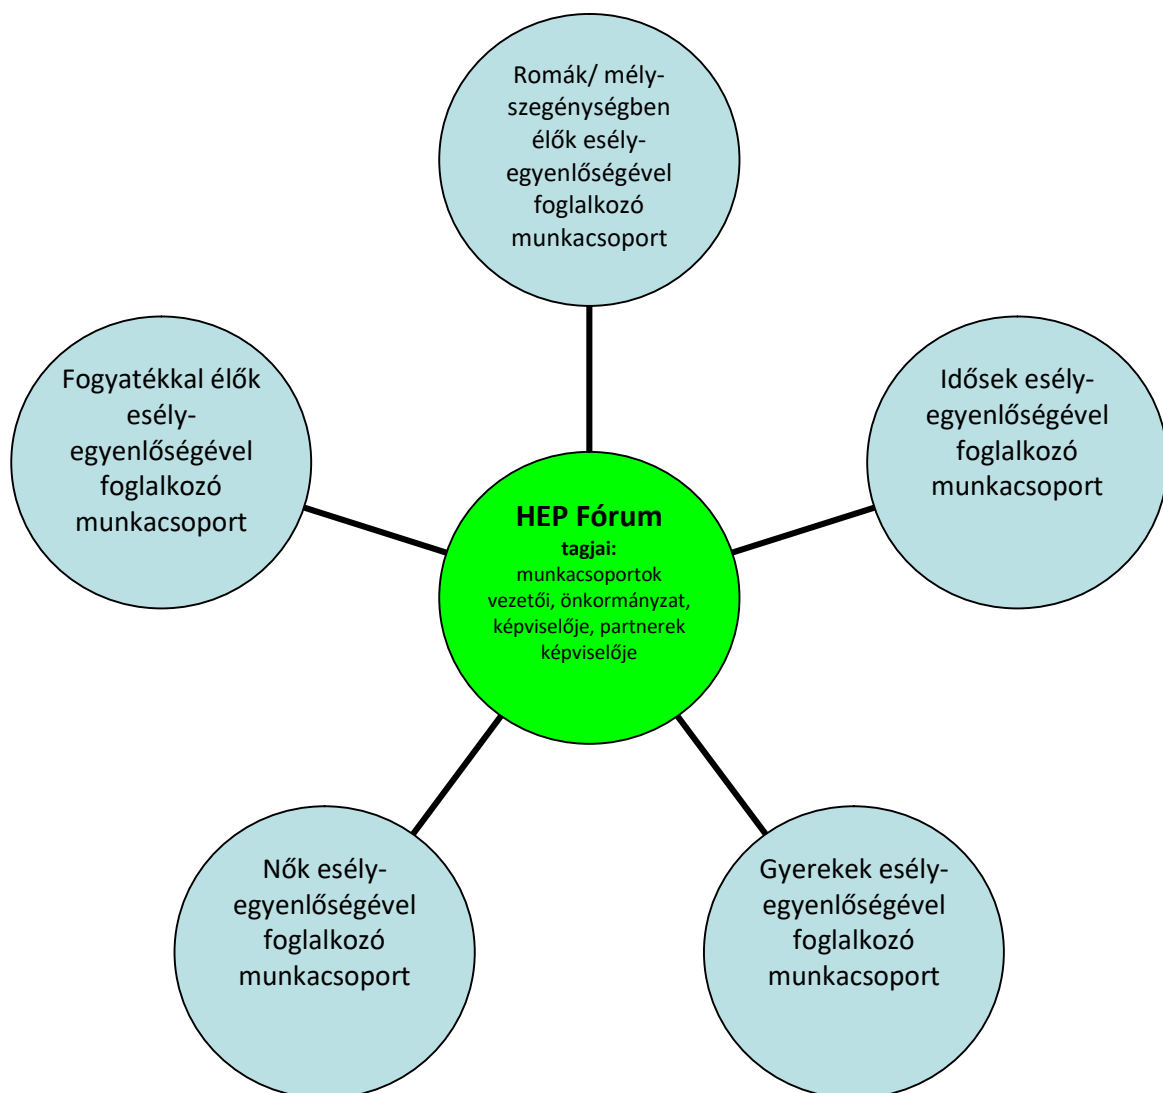 Romák/ mély-
szegénységben
élők esély-
egyenlőségével
foglalkozó
munkacsoport
Fogyatékkal élők
esély-
egyenlőségével
foglalkozó
munkacsoport
Idősek esély-
egyenlőségével
foglalkozó
munkacsoport
HEP Fórum
tagjai:
munkacsoportok
vezetői, önkormányzat,
képviselője, partnerek
képviselője
Nők esély-
egyenlőségével
foglalkozó
munkacsoport
Gyerekek esély-
egyenlőségével
foglalkozó
munkacsoport